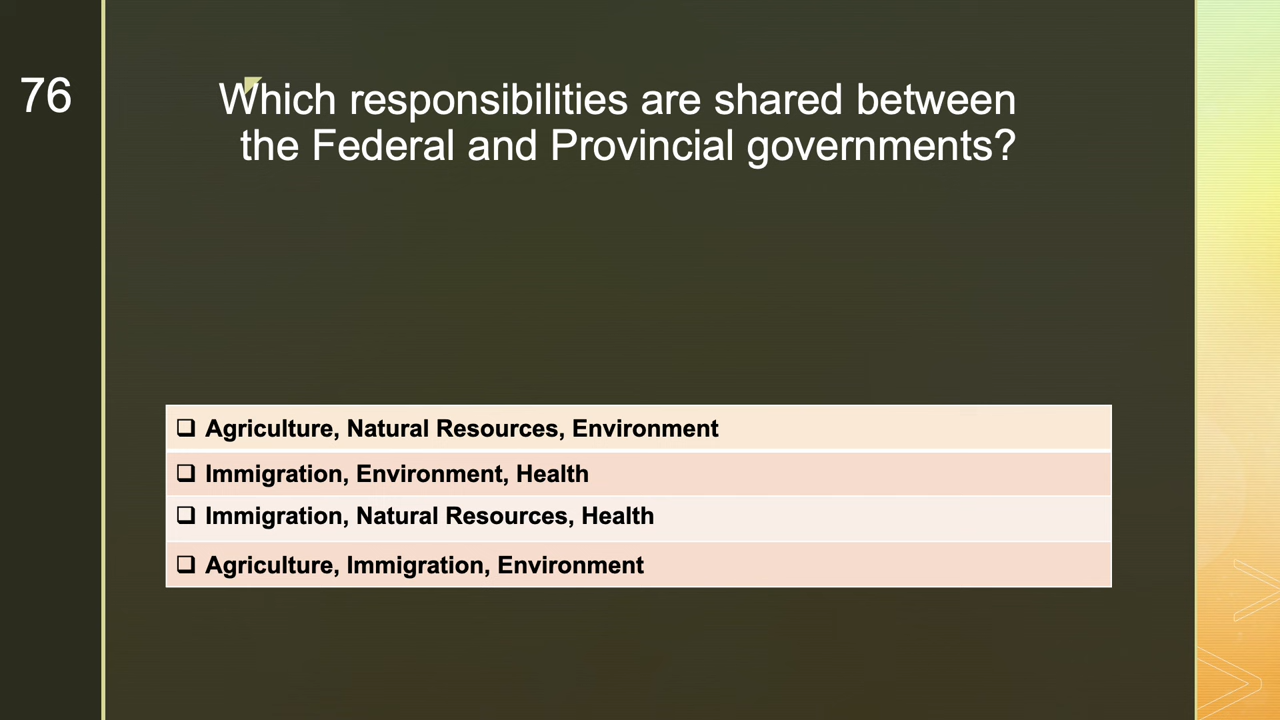 76
Which responsibilities are shared between
the Federal and Provincial governments?
❑ Agriculture, Natural Resources, Environment
❑ Immigration, Environment, Health
❑ Immigration, Natural Resources, Health
❑ Agriculture, Immigration, Environment